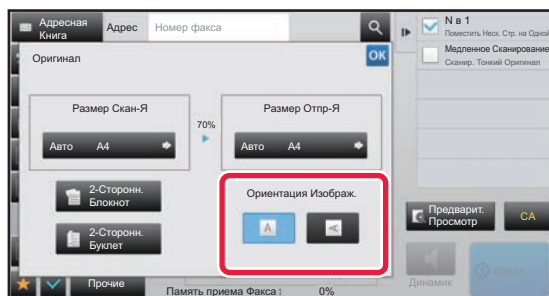 Адресная
Книга
Адрес
Номер факса
N в 1
Поместить Неск. Стр. на Одной
Медленное Сканирование
Сканир. Тонкий Оригинал
Оригинал
OK
Размер Скан-Я
70%
Размер Отпр-Я
Авто A4
Авто A4
2-Сторонн.
Блокнот
Ориентация Изображ.
A
A
2-Сторонн.
Буклет
Предварит.
Просмотр
CA
Прочие
Память приема Факса: 0%
Динамик
Старт